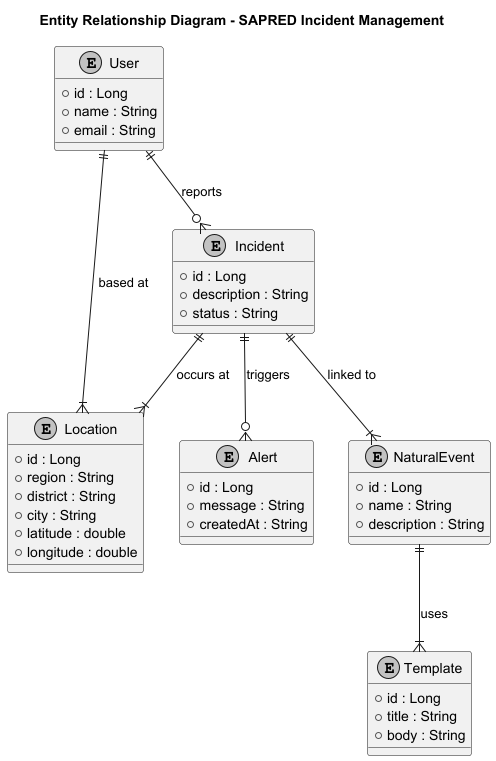 Entity Relationship Diagram - SAPRED Incident Management
E User
id : Long
name : String
email : String
reports
E Incident
id : Long
description : String
status : String
based at
occurs at
triggers
linked to
E Location
id : Long
region : String
district : String
city : String
latitude : double
longitude : double
E Alert
id : Long
message : String
createdAt : String
E NaturalEvent
id : Long
name : String
description : String
uses
E Template
id : Long
title : String
body : String